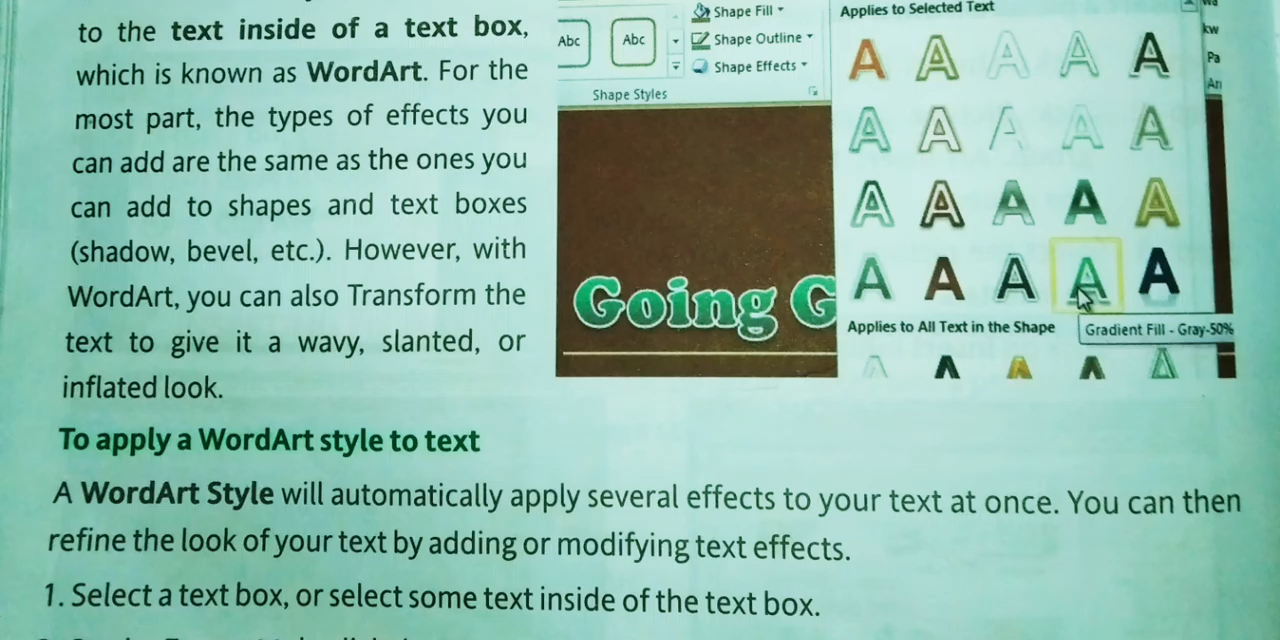 to the text inside of a text box,
which is known as WordArt. For the
most part, the types of effects you
can add are the same as the ones you
can add to shapes and text boxes
(shadow, bevel, etc.). However, with
WordArt, you can also Transform the
text to give it a wavy, slanted, or
inflated look.
Abc Abc
Shape Fill
Shape Outline
Shape Effects
Shape Styles
Going G
Applies to Selected Text
A A A A A
A A A A A
A A A A A
A A A A A
Applies to All Text in the Shape
Gradient Fill - Gray-50%
A A A A A
kw
Pa
To apply a WordArt style to text
A WordArt Style will automatically apply several effects to your text at once. You can then
refine the look of your text by adding or modifying text effects.
1. Select a text box, or select some text inside of the text box.